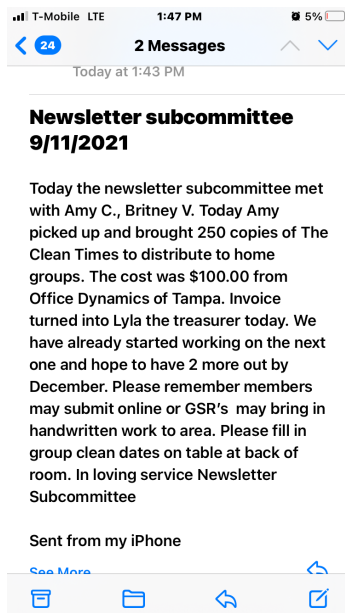 T-Mobile LTE 1:47 PM 5%
24 2 Messages
Today at 1:43 PM
Newsletter subcommittee
9/11/2021
Today the newsletter subcommittee met
with Amy C., Britney V. Today Amy
picked up and brought 250 copies of The
Clean Times to distribute to home
groups. The cost was $100.00 from
Office Dynamics of Tampa. Invoice
turned into Lyla the treasurer today. We
have already started working on the next
one and hope to have 2 more out by
December. Please remember members
may submit online or GSR’s  may bring in
handwritten work to area. Please fill in
group clean dates on table at back of
room. In loving service Newsletter
Subcommittee
Sent from my iPhone
See More